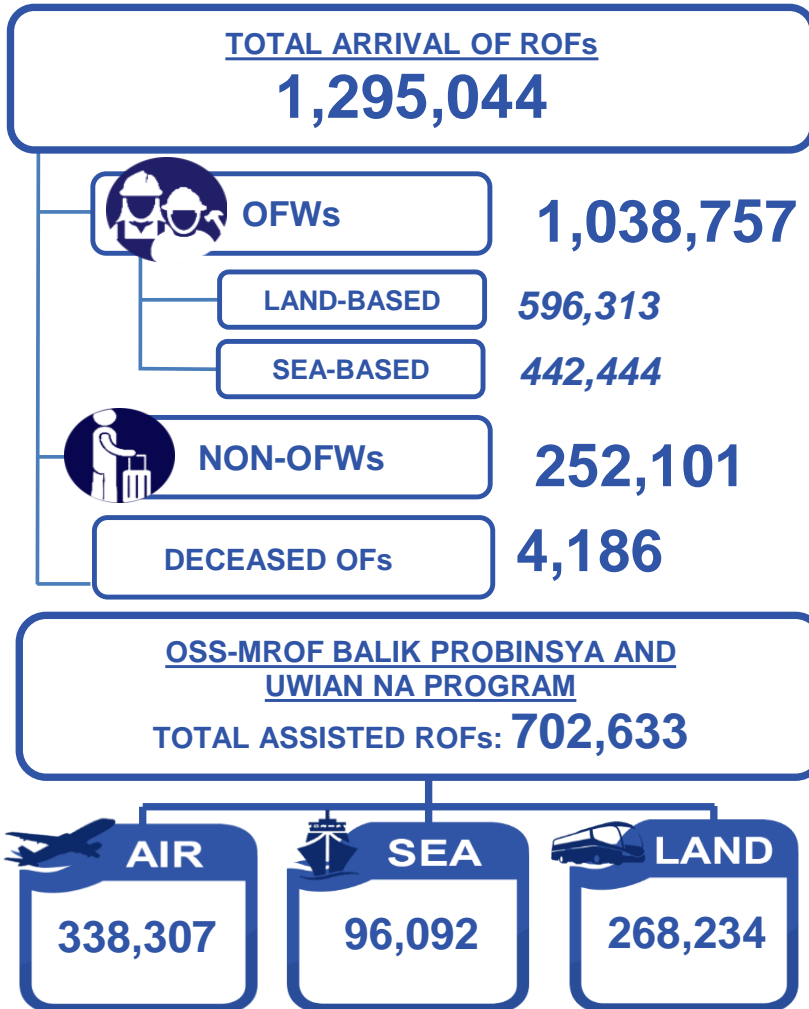 TOTAL ARRIVAL OF ROFs
1,295,044
OFWs 1,038,757
LAND-BASED 596,313
SEA-BASED 442,444
NON-OFWs 252,101
DECEASED OFs 4,186
OSS-MROF BALIK PROBINSYA AND
UWIAN NA PROGRAM
TOTAL ASSISTED ROFs: 702,633
AIR SEA LAND
338,307 96,092 268,234